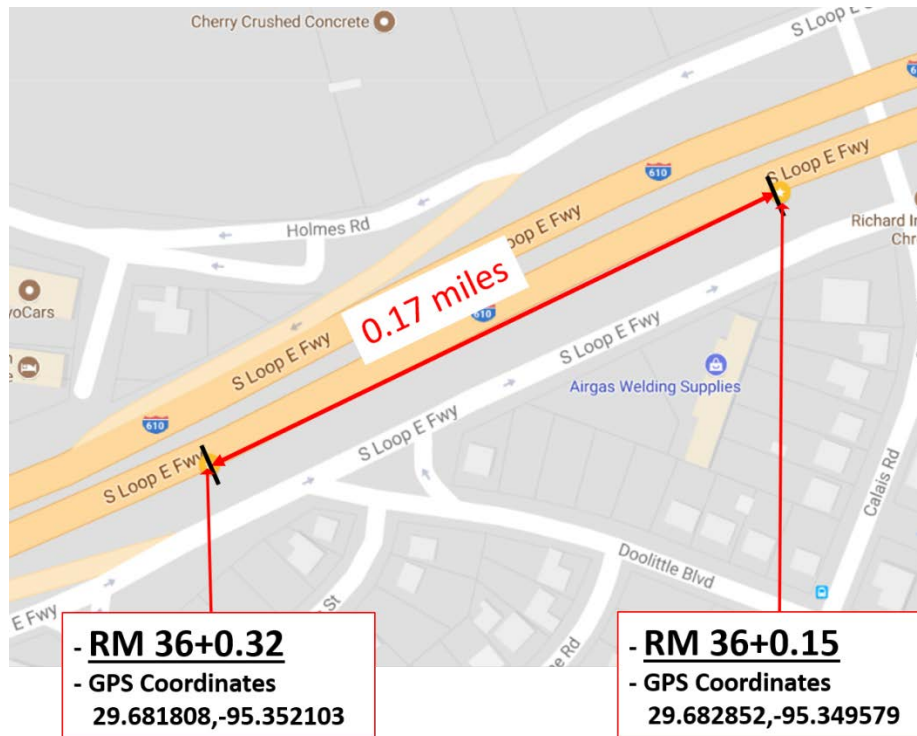 Cherry Crushed Concrete
S Loop E
S Loop E Fwy
610
610
Holmes Rd
oop E Fwy
Richard In
Chr
0.17 miles
610
voCars
S Loop E Fwy
S Loop E Fwy
Airgas Welding Supplies
n
e
610
S Loop E Fwy
S Loop E Fwy
Calais Rd
Doolittle Blvd
E Fwy
St
ne Rd
- RM 36+0.32
- GPS Coordinates
29.681808,-95.352103
- RM 36+0.15
- GPS Coordinates
29.682852,-95.349579